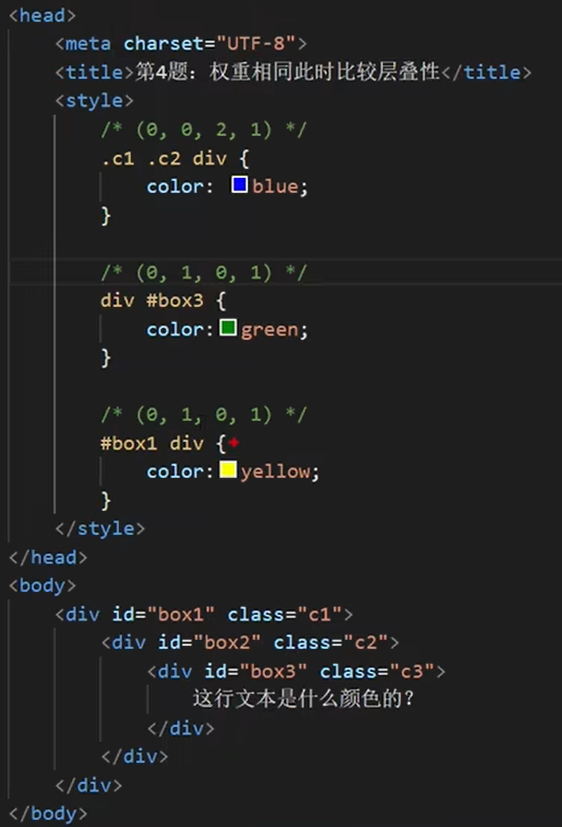 <head>
<meta charset="UTF-8">
<title>第4题：权重相同此时比较层叠性</title>
<style>
/* (0, 0, 2, 1) */
.c1 .c2 div {
color: blue;
}
/* (0, 1, 0, 1) */
div #box3 {
color: green;
}
/* (0, 1, 0, 1) */
#box1 div {
color: yellow;
}
</style>
</head>
<body>
<div id="box1" class="c1">
<div id="box2" class="c2">
<div id="box3" class="c3">
这行文本是什么颜色的？
</div>
</div>
</div>
</body>